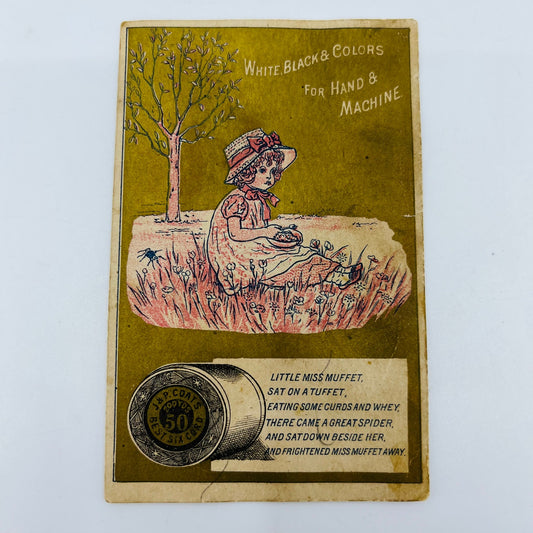 WHITE, BLACK & COLORS
FOR HAND &
MACHINE
J. & P. COATS
50
BEST SIX CORD
LITTLE MISS MUFFET,
SAT ON A TUFFET,
EATING SOME CURDS AND WHEY,
THERE CAME A GREAT SPIDER,
AND SAT DOWN BESIDE HER,
AND FRIGHTENED MISS MUFFET AWAY.